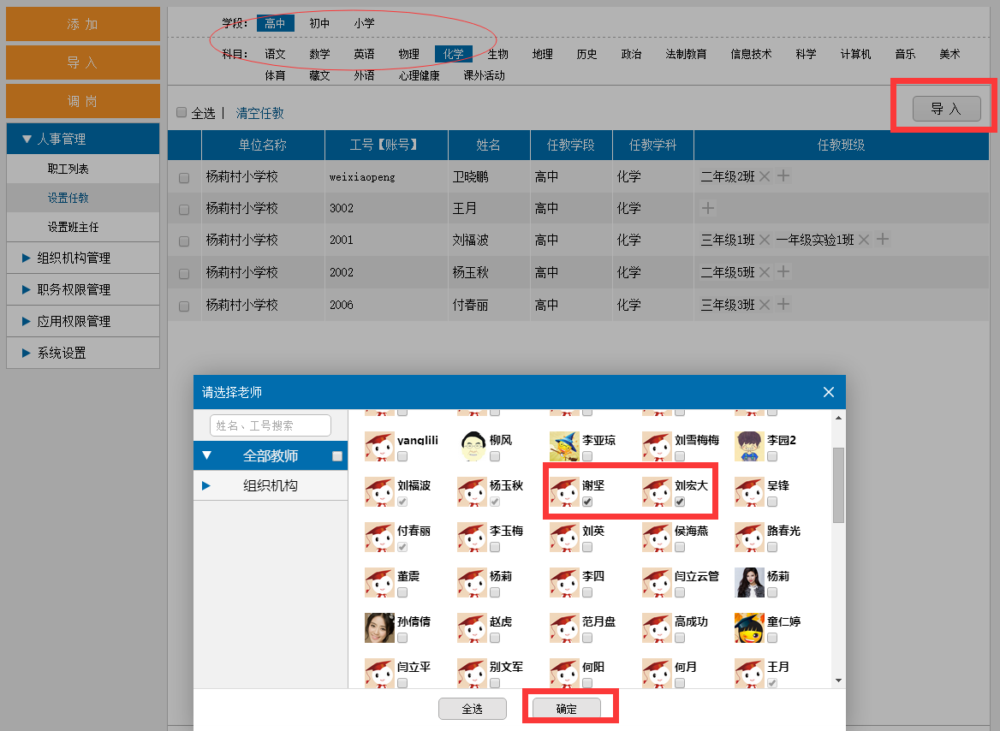 添 加
导 入
调 岗
人事管理
职工列表
设置任教
设置班主任
组织机构管理
职务权限管理
应用权限管理
系统设置
学段： 高中 初中 小学
科目： 语文 数学 英语 物理 化学 生物 地理 历史 政治 法制教育 信息技术 科学 计算机 音乐 美术
体育 藏文 外语 心理健康 课外活动
全选 | 清空任教
导 入
单位名称 工号【账号】 姓名 任教学段 任教学科 任教班级
杨莉村小学校 weixiaopeng 卫晓鹏 高中 化学 二年级2班
杨莉村小学校 3002 王月 高中 化学
杨莉村小学校 2001 刘福波 高中 化学 三年级1班 一年级实验1班
杨莉村小学校 2002 杨玉秋 高中 化学 二年级5班
杨莉村小学校 2006 付春丽 高中 化学 三年级3班
请选择老师
姓名、工号搜索
全部教师
组织机构
yanglili 柳风 李亚琼 刘雪梅梅 李园2
刘福波 杨玉秋 谢坚 刘宏大 吴锋
付春丽 李玉梅 刘英 侯海燕 路春光
董震 杨莉 李四 闫立云管 杨莉
孙倩倩 赵虎 范月盘 高成功 童仁婷
闫立平 别文军 何阳 何月 王月
全选 确定